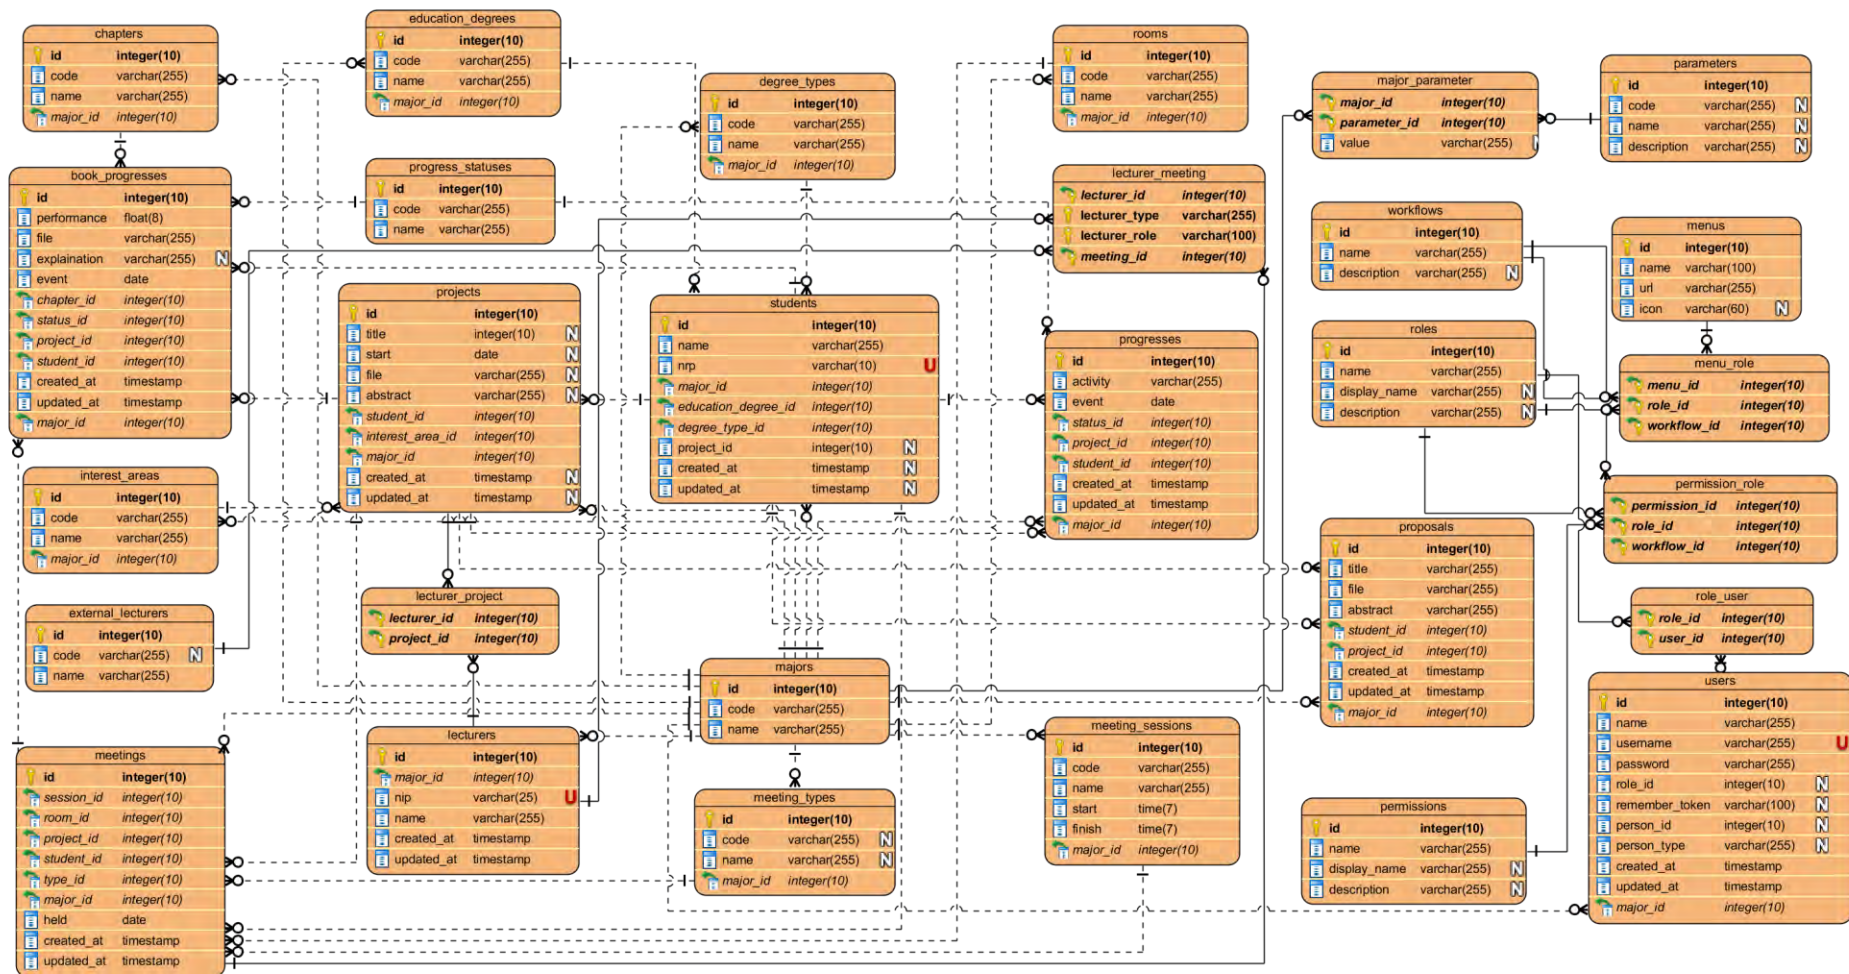 chapters
id integer(10)
code varchar(255)
name varchar(255)
major_id integer(10)
education_degrees
id integer(10)
code varchar(255)
name varchar(255)
major_id integer(10)
degree_types
id integer(10)
code varchar(255)
name varchar(255)
major_id integer(10)
rooms
id integer(10)
code varchar(255)
name varchar(255)
major_id integer(10)
major_parameter
major_id integer(10)
parameter_id integer(10)
value varchar(255) N
parameters
id integer(10)
code varchar(255) N
name varchar(255) N
description varchar(255) N
book_progresses
id integer(10)
performance float(8)
file varchar(255)
explaination varchar(255) N
event date
chapter_id integer(10)
status_id integer(10)
project_id integer(10)
student_id integer(10)
created_at timestamp
updated_at timestamp
major_id integer(10)
progress_statuses
id integer(10)
code varchar(255)
name varchar(255)
lecturer_meeting
lecturer_id integer(10)
lecturer_type varchar(255)
lecturer_role varchar(100)
meeting_id integer(10)
workflows
id integer(10)
name varchar(255)
description varchar(255) N
menus
id integer(10)
name varchar(100)
url varchar(255)
icon varchar(60) N
projects
id integer(10)
title integer(10) N
start date N
file varchar(255) N
abstract varchar(255) N
student_id integer(10)
interest_area_id integer(10)
major_id integer(10)
created_at timestamp N
updated_at timestamp N
students
id integer(10)
name varchar(255)
nrp varchar(10) U
major_id integer(10)
education_degree_id integer(10)
degree_type_id integer(10)
project_id integer(10) N
created_at timestamp N
updated_at timestamp N
progresses
id integer(10)
activity varchar(255)
event date
status_id integer(10)
project_id integer(10)
student_id integer(10)
created_at timestamp
updated_at timestamp
major_id integer(10)
roles
id integer(10)
name varchar(255)
display_name varchar(255) N
description varchar(255) N
menu_role
menu_id integer(10)
role_id integer(10)
workflow_id integer(10)
interest_areas
id integer(10)
code varchar(255)
name varchar(255)
major_id integer(10)
permission_role
permission_id integer(10)
role_id integer(10)
workflow_id integer(10)
proposals
id integer(10)
title varchar(255)
file varchar(255)
abstract varchar(255)
student_id integer(10)
project_id integer(10)
created_at timestamp
updated_at timestamp
major_id integer(10)
external_lecturers
id integer(10)
code varchar(255) N
name varchar(255)
lecturer_project
lecturer_id integer(10)
project_id integer(10)
role_user
role_id integer(10)
user_id integer(10)
majors
id integer(10)
code varchar(255)
name varchar(255)
users
id integer(10)
name varchar(255)
username varchar(255) U
password varchar(255)
role_id integer(10) N
remember_token varchar(100) N
person_id integer(10) N
person_type varchar(255) N
created_at timestamp
updated_at timestamp
major_id integer(10)
meetings
id integer(10)
session_id integer(10)
room_id integer(10)
project_id integer(10)
student_id integer(10)
type_id integer(10)
major_id integer(10)
held date
created_at timestamp
updated_at timestamp
lecturers
id integer(10)
major_id integer(10)
nip varchar(25) U
name varchar(255)
created_at timestamp
updated_at timestamp
meeting_types
id integer(10)
code varchar(255) N
name varchar(255) N
major_id integer(10)
meeting_sessions
id integer(10)
code varchar(255)
name varchar(255)
start time(7)
finish time(7)
major_id integer(10)
permissions
id integer(10)
name varchar(255)
display_name varchar(255) N
description varchar(255) N